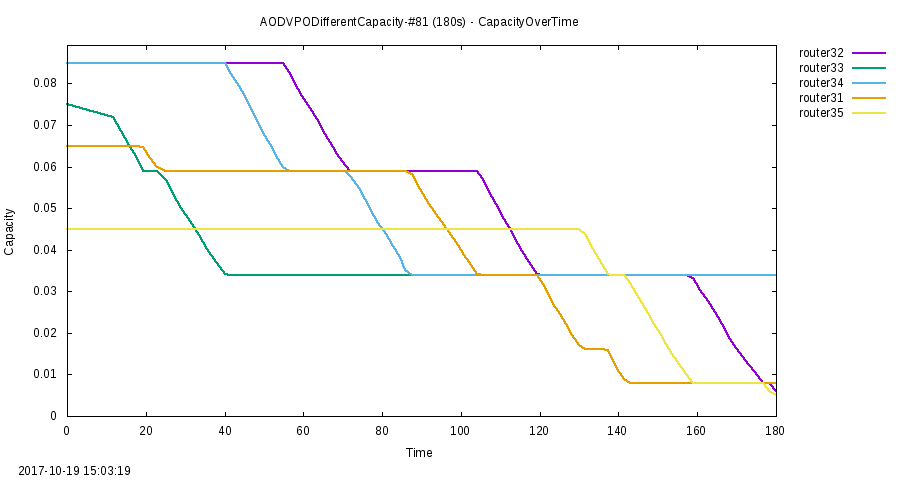 AODVPODifferentCapacity-#81 (180s) - CapacityOverTime
router32
router33
router34
router31
router35
0.08
0.07
0.06
0.05
0.04
0.03
0.02
0.01
0
Capacity
0 20 40 60 80 100 120 140 160 180
Time
2017-10-19 15:03:19